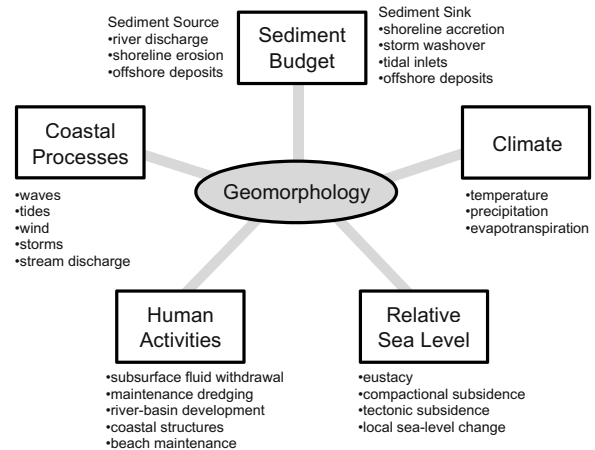 Sediment Source
•river discharge
•shoreline erosion
•offshore deposits
Sediment
Budget
Sediment Sink
•shoreline accretion
•storm washover
•tidal inlets
•offshore deposits
Coastal
Processes
•waves
•tides
•wind
•storms
•stream discharge
Geomorphology
Climate
•temperature
•precipitation
•evapotranspiration
Human
Activities
•subsurface fluid withdrawal
•maintenance dredging
•river-basin development
•coastal structures
•beach maintenance
Relative
Sea Level
•eustacy
•compactional subsidence
•tectonic subsidence
•local sea-level change